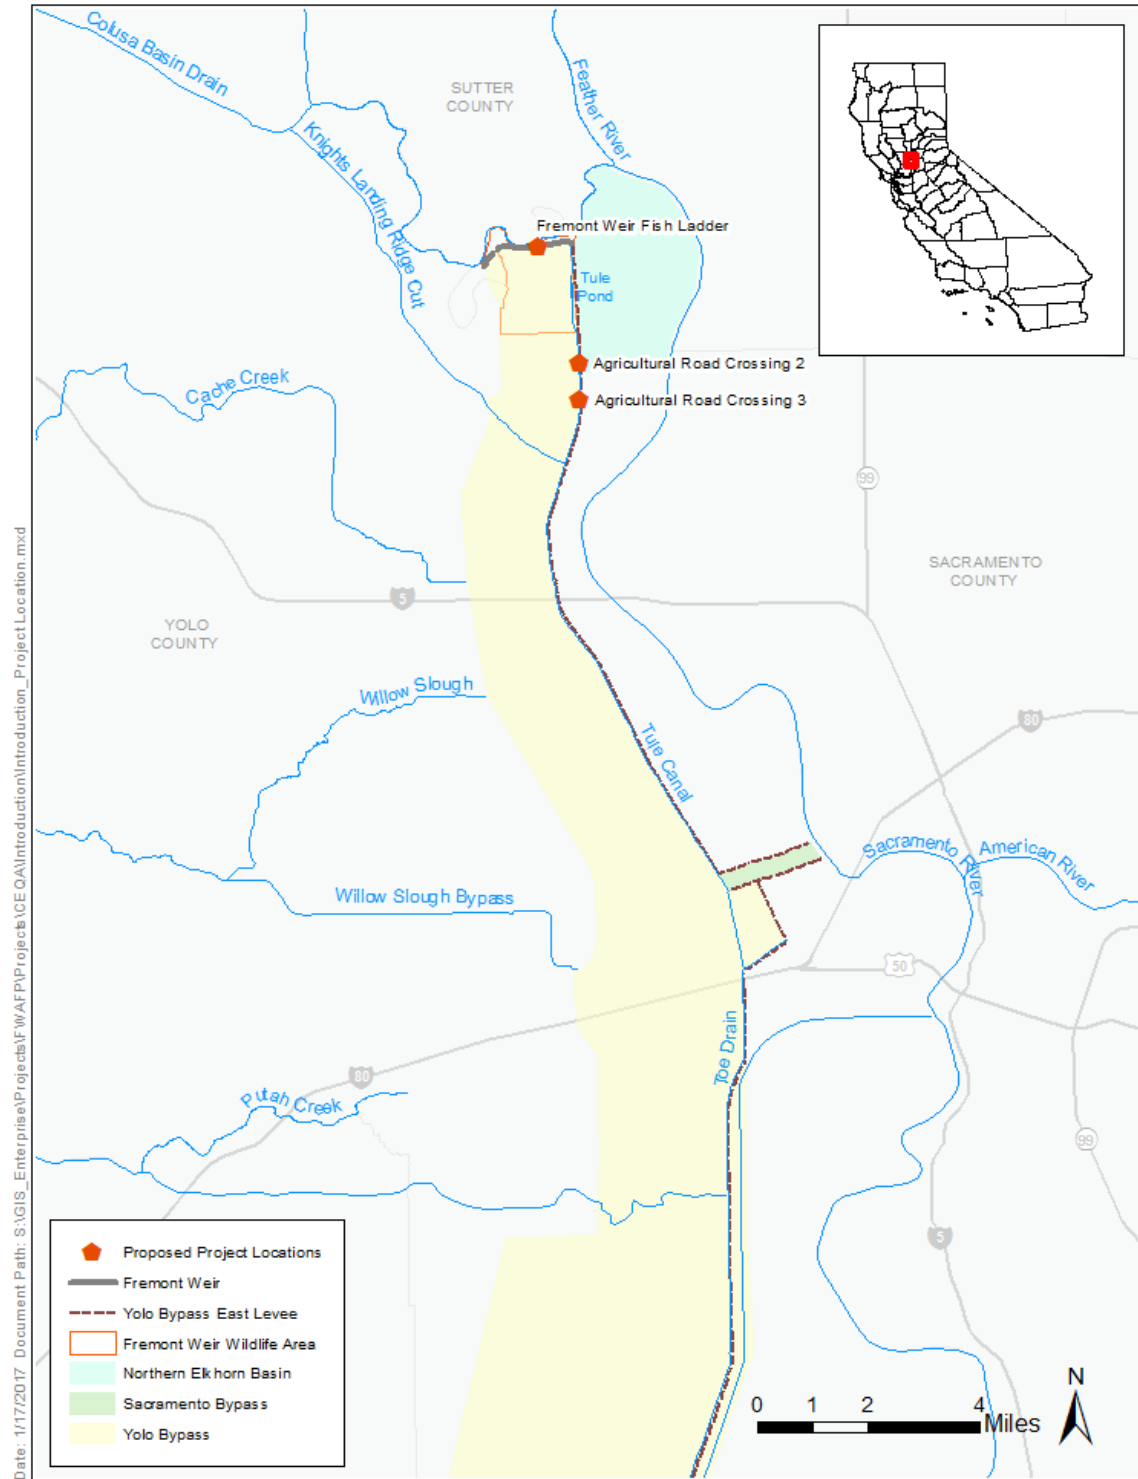 Colusa Basin Drain
SUTTER
COUNTY
Feather River
Knights Landing Ridge Cut
Fremont Weir Fish Ladder
Tule
Pond
Agricultural Road Crossing 2
Cache Creek
Agricultural Road Crossing 3
99
SACRAMENTO
COUNTY
5
YOLO
COUNTY
Willow Slough
80
Tule Canal
Sacramento River
American River
Willow Slough Bypass
50
Toe Drain
80
Putah Creek
99
5
Proposed Project Locations
Fremont Weir
Yolo Bypass East Levee
Fremont Weir Wildlife Area
Northern Elkhorn Basin
Sacramento Bypass
Yolo Bypass
N
0 1 2 4
Miles
Date: 1/17/2017 Document Path: S:\GIS_Enterprise\Projects\FWAFP\Projects\CEQA\Introduction\Introduction_Project Location.mxd